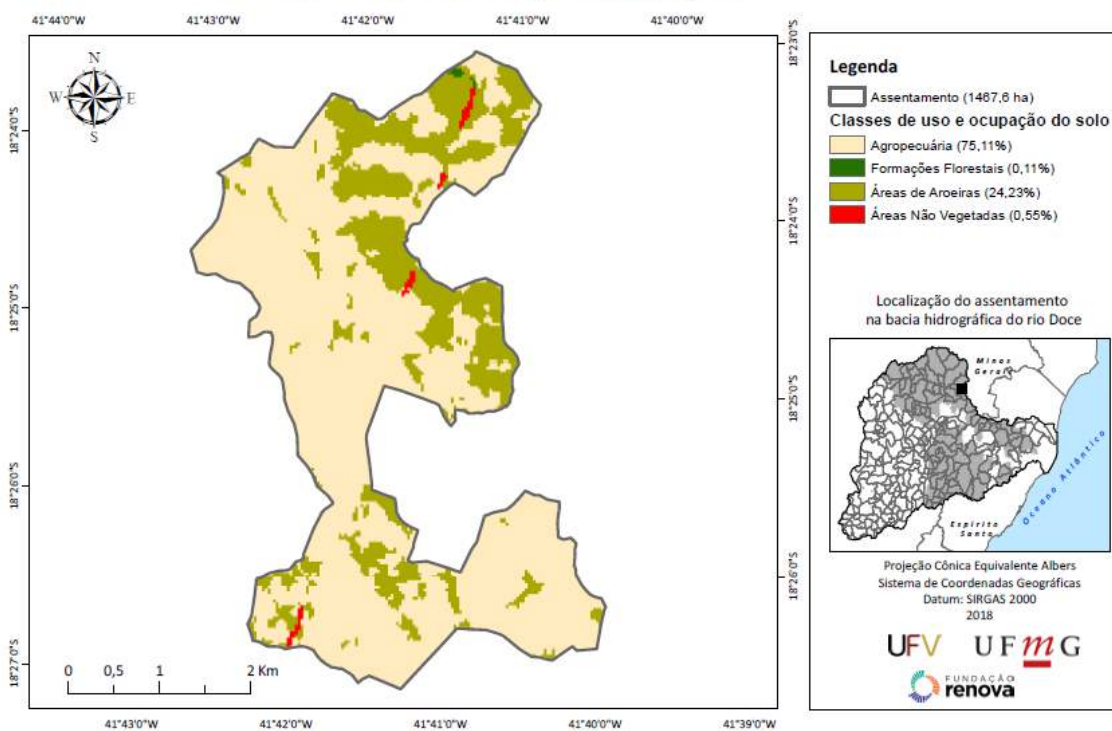 41°44'0"W 41°43'0"W 41°42'0"W 41°41'0"W 41°40'0"W
18°23'0"S
N
W E
S
18°24'0"S
18°24'0"S
18°25'0"S
18°25'0"S
18°26'0"S
18°26'0"S
18°27'0"S
0 0,5 1 2 Km
41°43'0"W 41°42'0"W 41°41'0"W 41°40'0"W 41°39'0"W
Legenda
Assentamento (1467,6 ha)
Classes de uso e ocupação do solo
Agropecuária (75,11%)
Formações Florestais (0,11%)
Áreas de Aroeiras (24,23%)
Áreas Não Vegetadas (0,55%)
Localização do assentamento
na bacia hidrográfica do rio Doce
Minas
Gerais
Oceano Atlântico
Espírito
Santo
Projeção Cônica Equivalente Albers
Sistema de Coordenadas Geográficas
Datum: SIRGAS 2000
2018
UFV UFmG
FUNDAÇÃO
renova